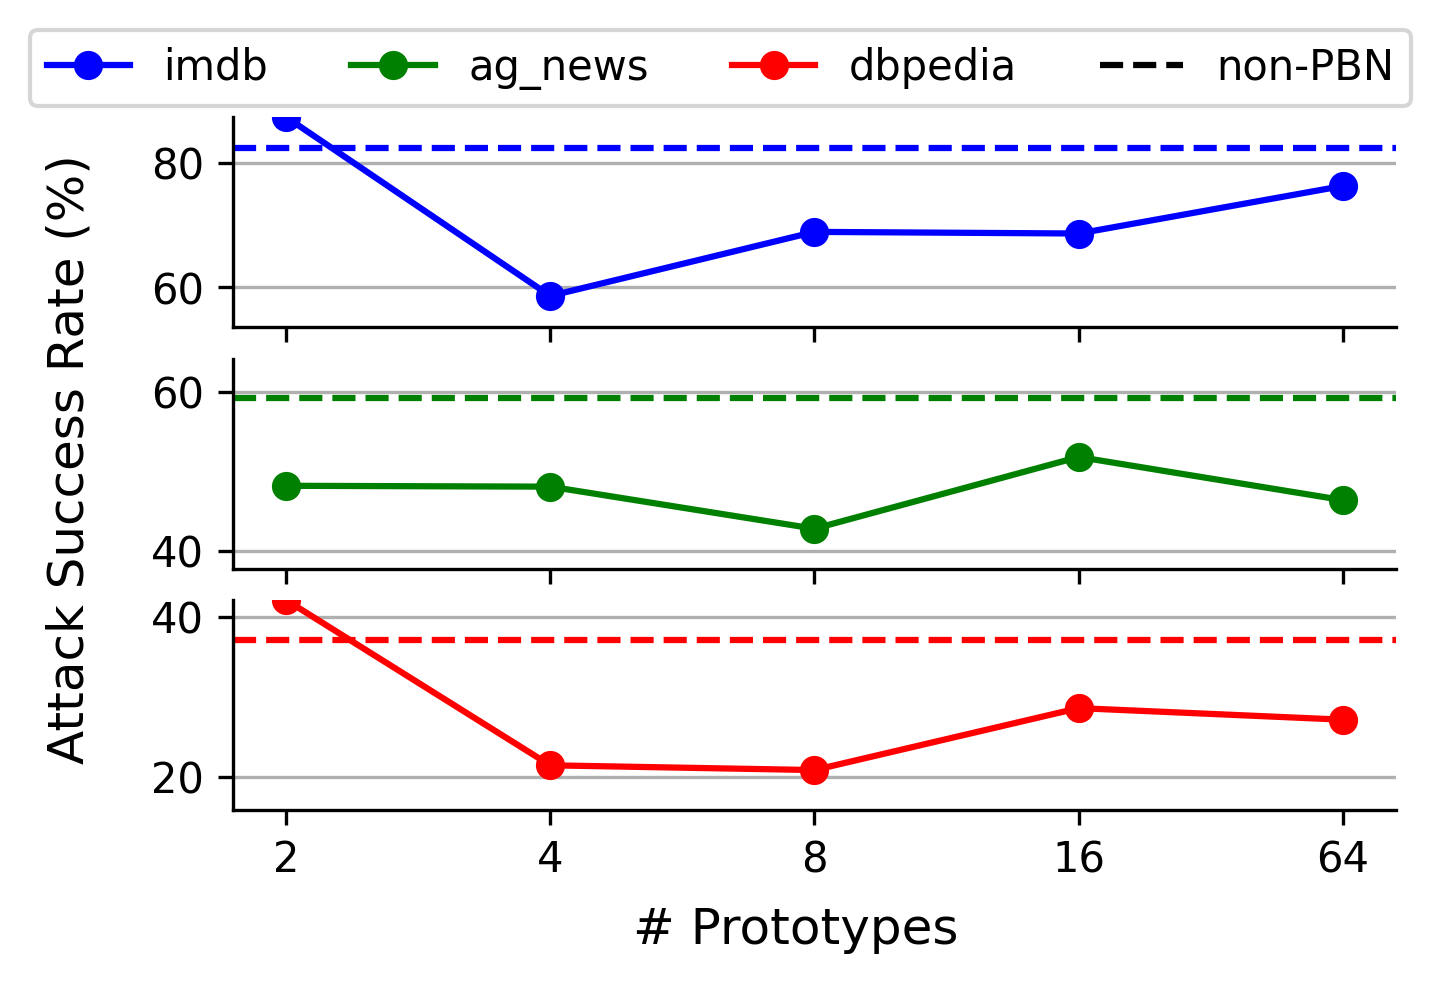 imdb ag_news dbpedia non-PBN
Attack Success Rate (%)
80
60
60
40
40
20
2 4 8 16 64
# Prototypes